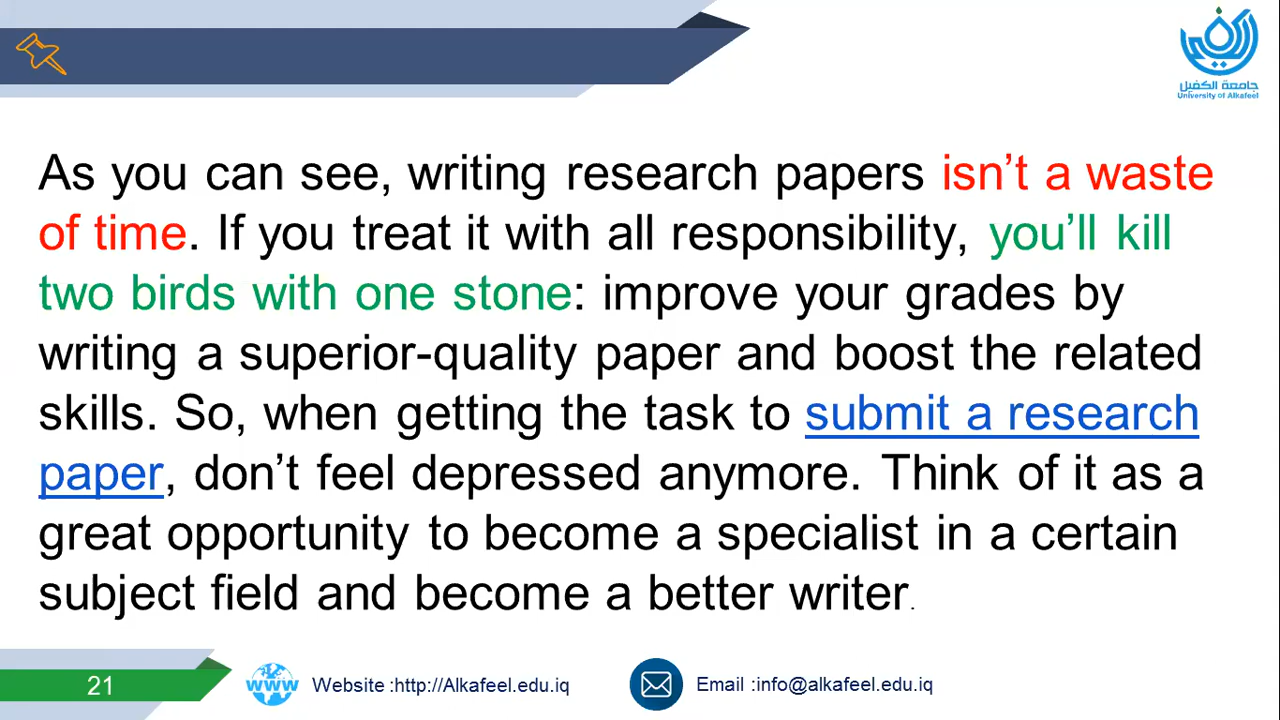 جامعة الكفيل
University of Alkafeel
As you can see, writing research papers isn’t a waste
of time. If you treat it with all responsibility, you’ll kill
two birds with one stone: improve your grades by
writing a superior-quality paper and boost the related
skills. So, when getting the task to submit a research
paper, don’t feel depressed anymore. Think of it as a
great opportunity to become a specialist in a certain
subject field and become a better writer.
21
WWW
Website :http://Alkafeel.edu.iq
Email :info@alkafeel.edu.iq